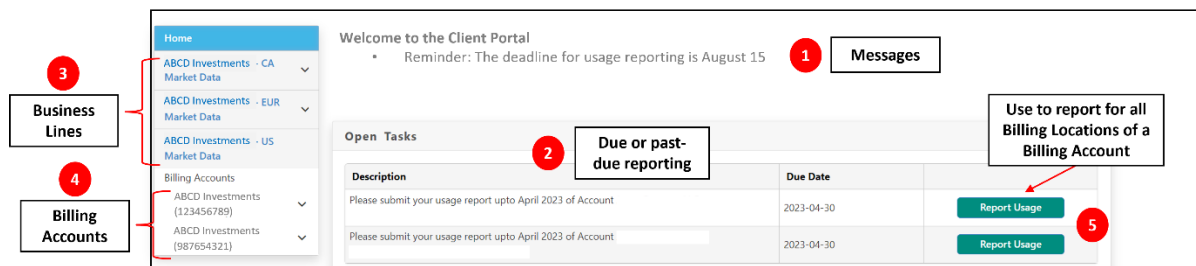 Home
ABCD Investments - CA
Market Data
ABCD Investments - EUR
Market Data
ABCD Investments - US
Market Data
Billing Accounts
ABCD Investments
(123456789)
ABCD Investments
(987654321)
3
Business
Lines
4
Billing
Accounts
Welcome to the Client Portal
• Reminder: The deadline for usage reporting is August 15
1
Messages
Open Tasks
2
Due or past-
due reporting
Use to report for all
Billing Locations of a
Billing Account
Description Due Date
Please submit your usage report upto April 2023 of Account 2023-04-30 Report Usage
Please submit your usage report upto April 2023 of Account 2023-04-30 Report Usage
5